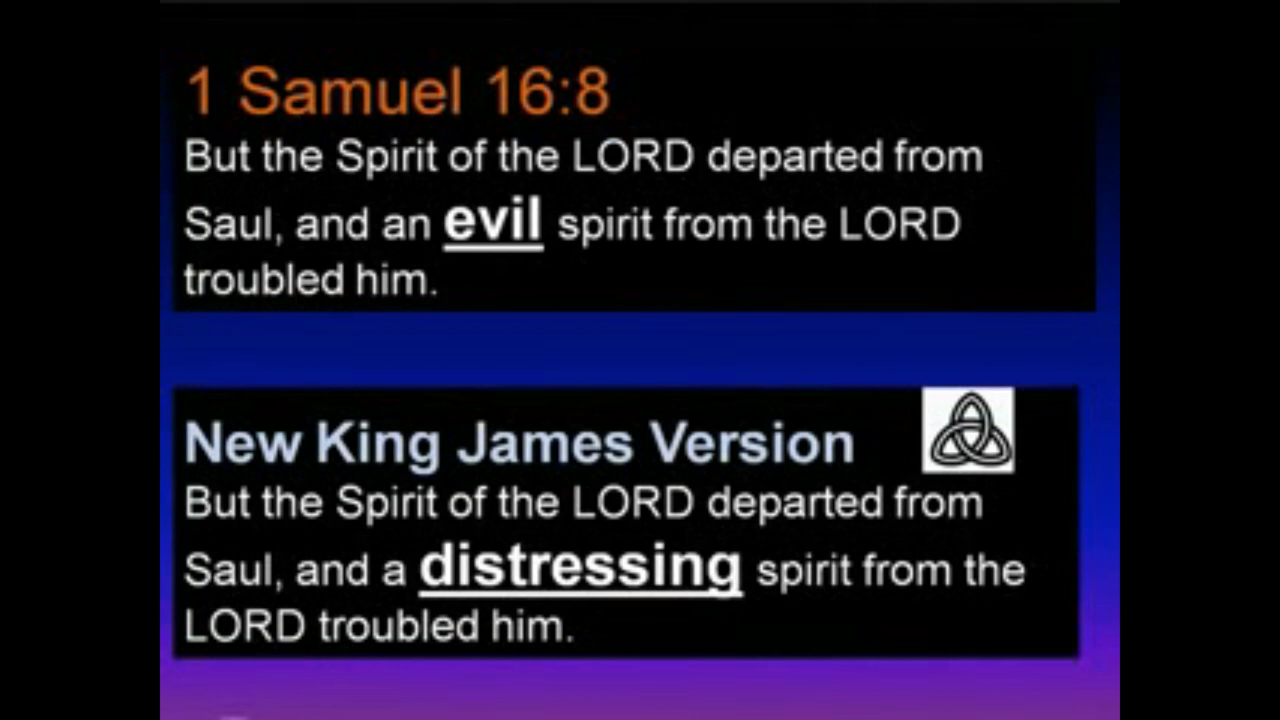 1 Samuel 16:8
But the Spirit of the LORD departed from
Saul, and an evil spirit from the LORD
troubled him.
New King James Version
But the Spirit of the LORD departed from
Saul, and a distressing spirit from the
LORD troubled him.